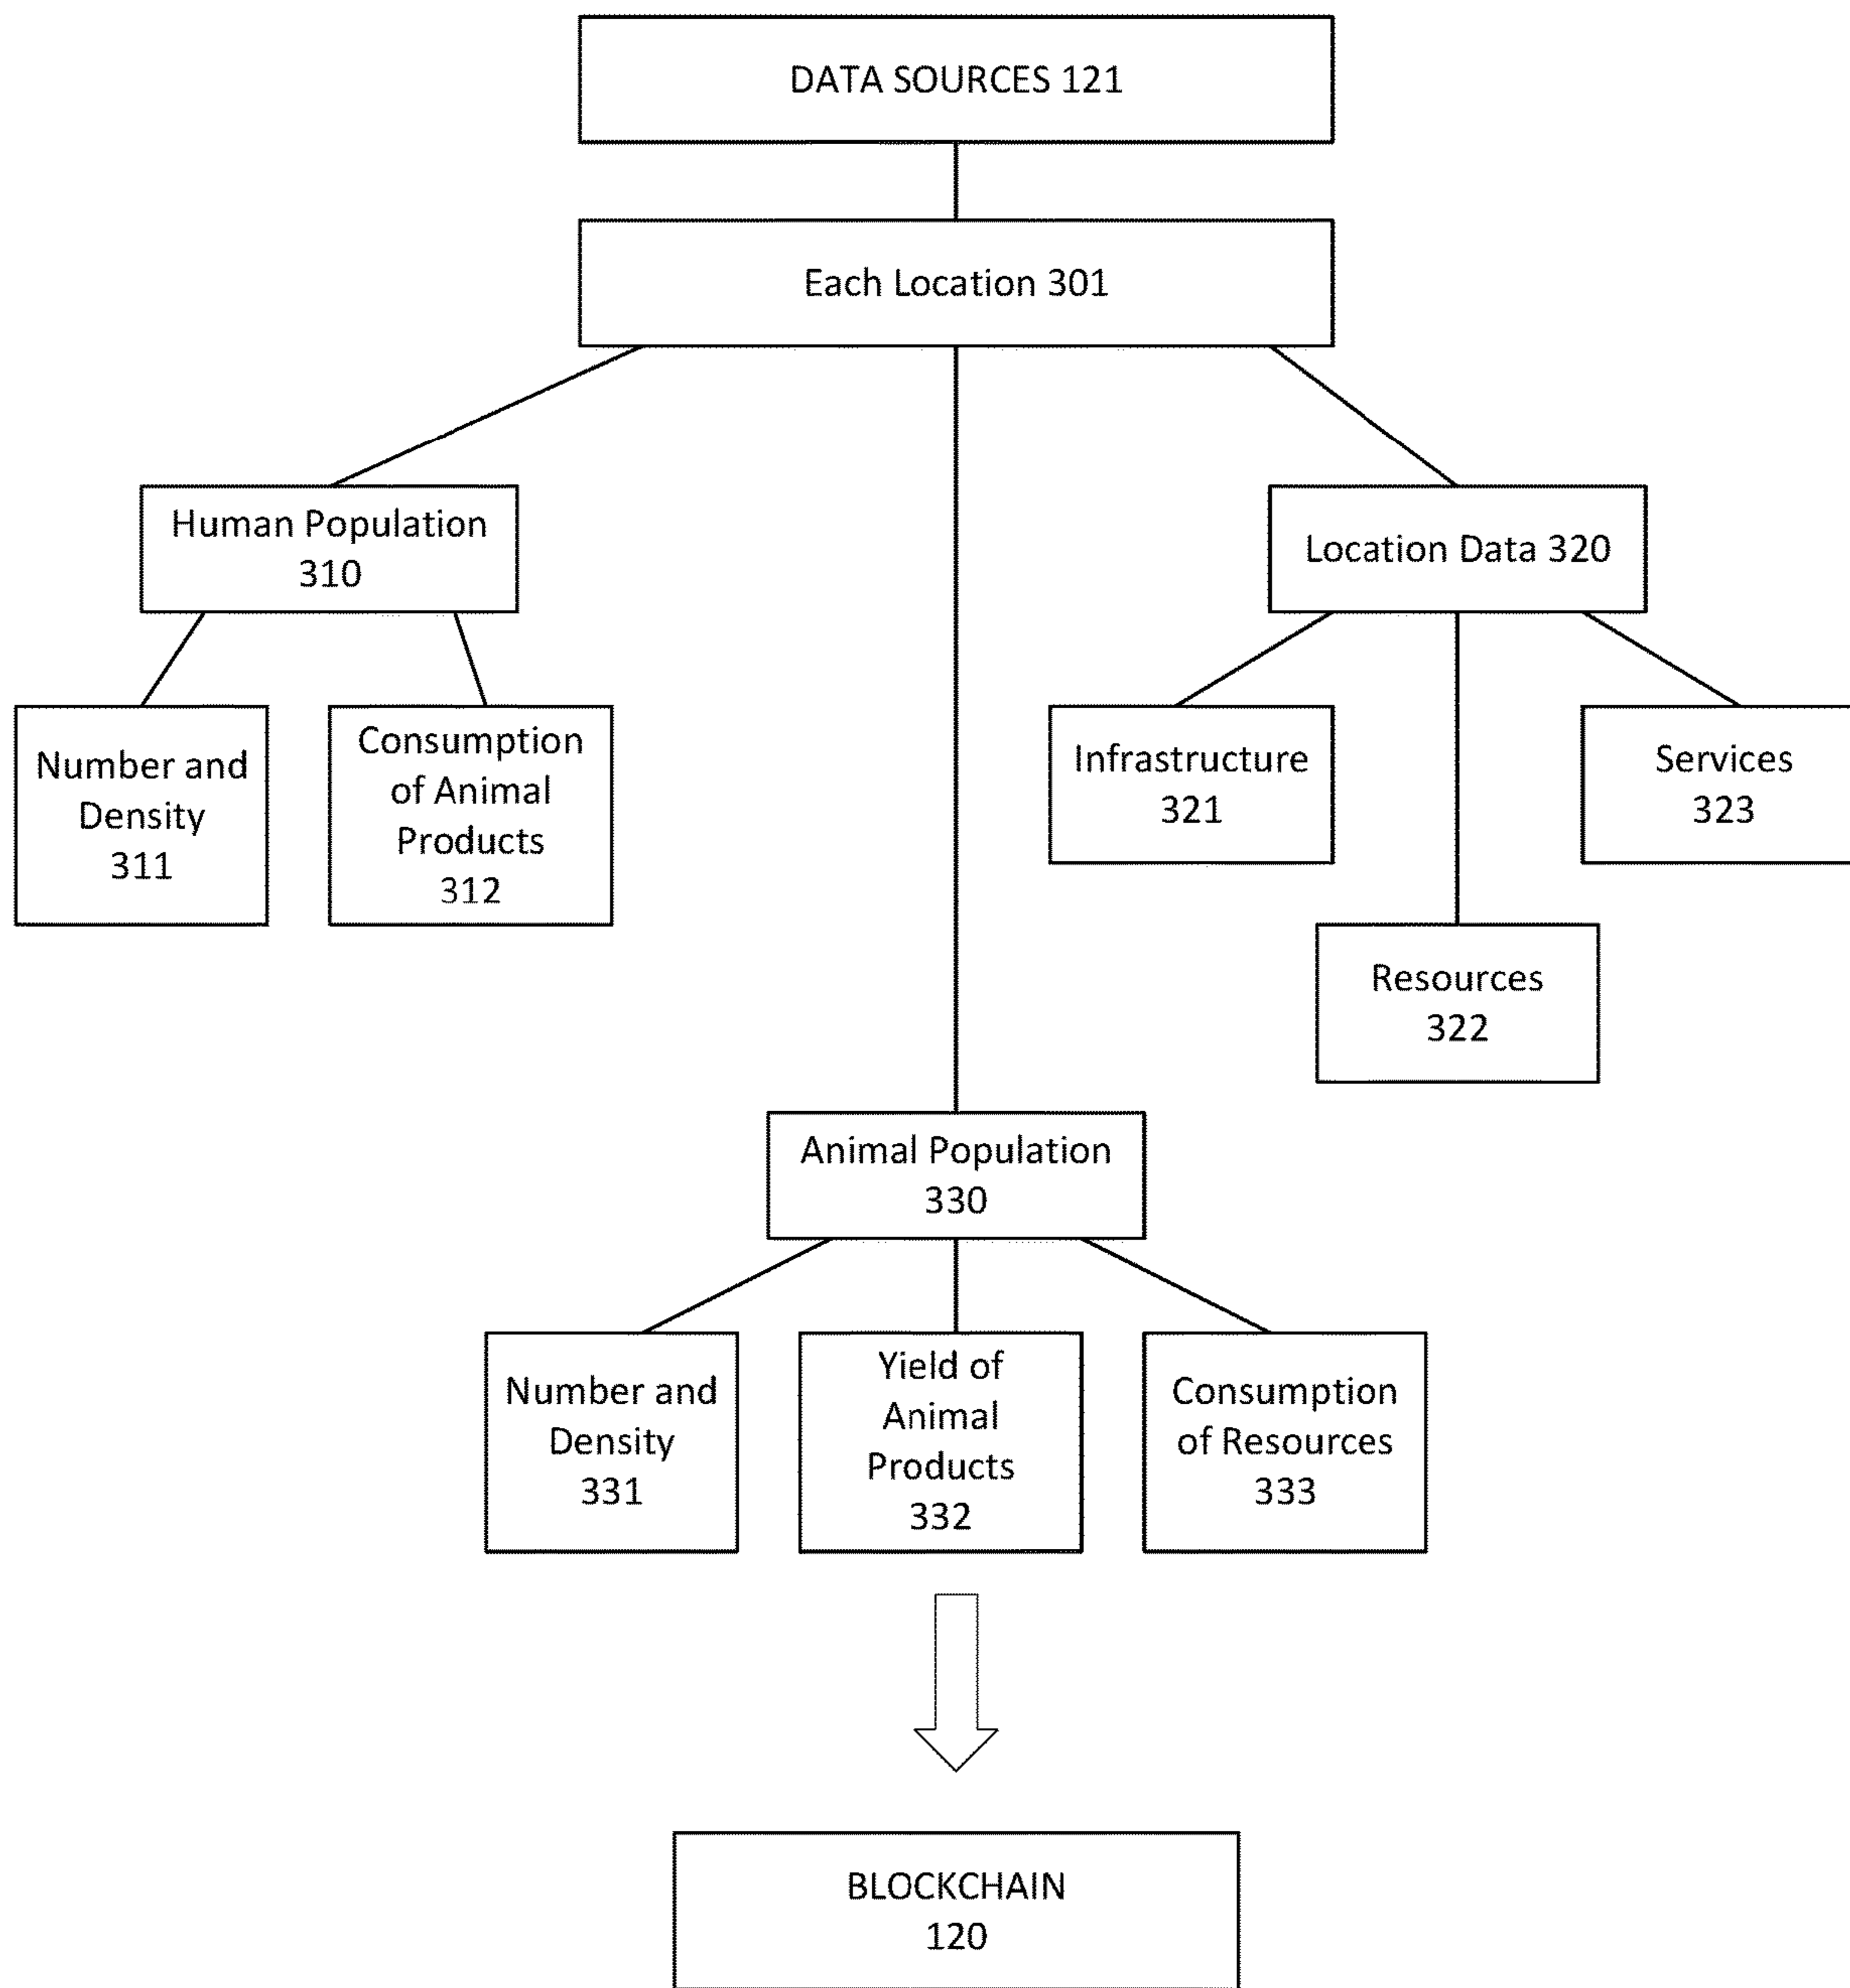 DATA SOURCES 121
Each Location 301
Human Population
310
Location Data 320
Number and
Density
311
Consumption
of Animal
Products
312
Infrastructure
321
Services
323
Resources
322
Animal Population
330
Number and
Density
331
Yield of
Animal
Products
332
Consumption
of Resources
333
BLOCKCHAIN
120